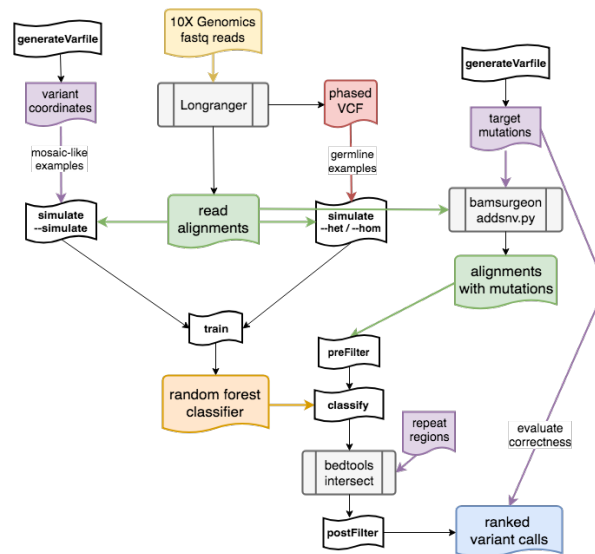 10X Genomics
fastq reads
generateVarfile
generateVarfile
variant
coordinates
Longranger
phased
VCF
target
mutations
mosaic-like
examples
germline
examples
simulate
--simulate
read
alignments
simulate
--het / --hom
bamsurgeon
addsnv.py
alignments
with mutations
train
preFilter
random forest
classifier
classify
repeat
regions
evaluate
correctness
bedtools
intersect
postFilter
ranked
variant calls